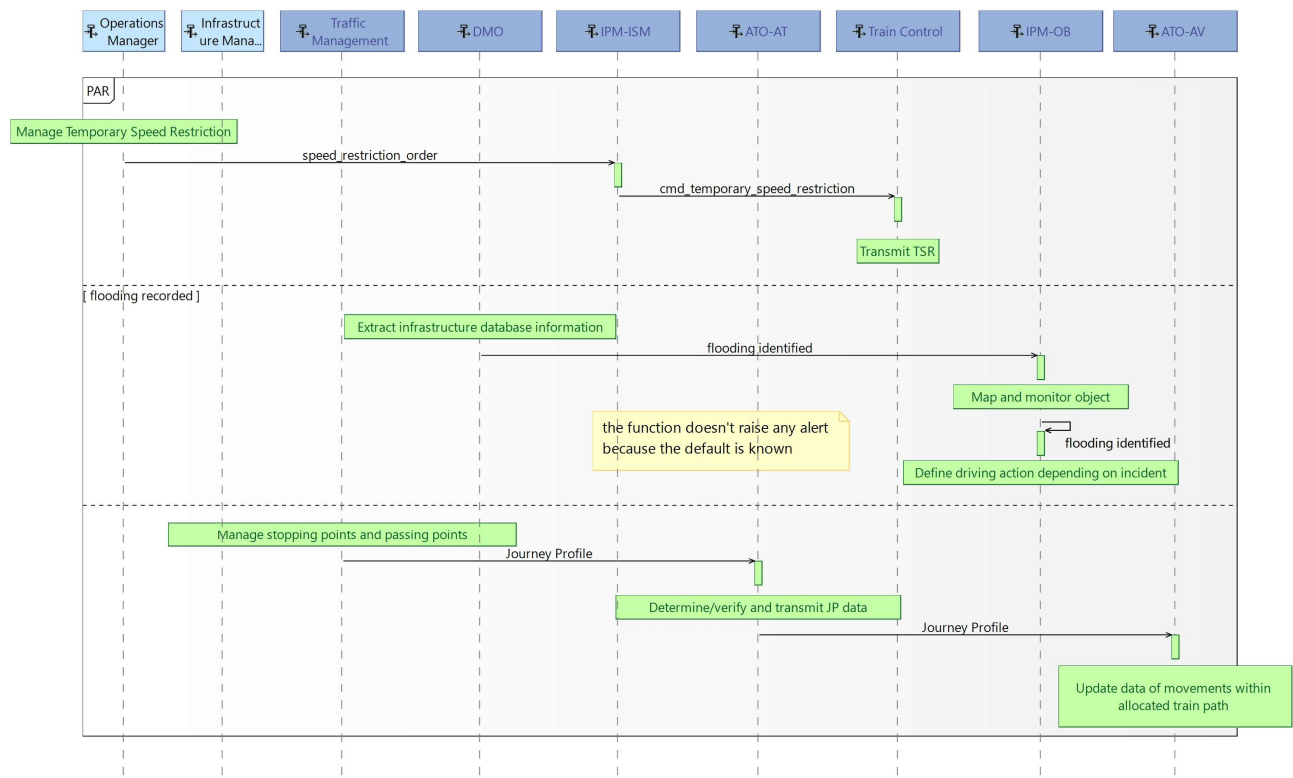 Operations
Manager
Infrastruct
ure Mana...
Traffic
Management
DMO
IPM-ISM
ATO-AT
Train Control
IPM-OB
ATO-AV
PAR
Manage Temporary Speed Restriction
speed_restriction_order
cmd_temporary_speed_restriction
Transmit TSR
[ flooding recorded ]
Extract infrastructure database information
flooding identified
Map and monitor object
the function doesn't raise any alert
because the default is known
flooding identified
Define driving action depending on incident
Manage stopping points and passing points
Journey Profile
Determine/verify and transmit JP data
Journey Profile
Update data of movements within
allocated train path